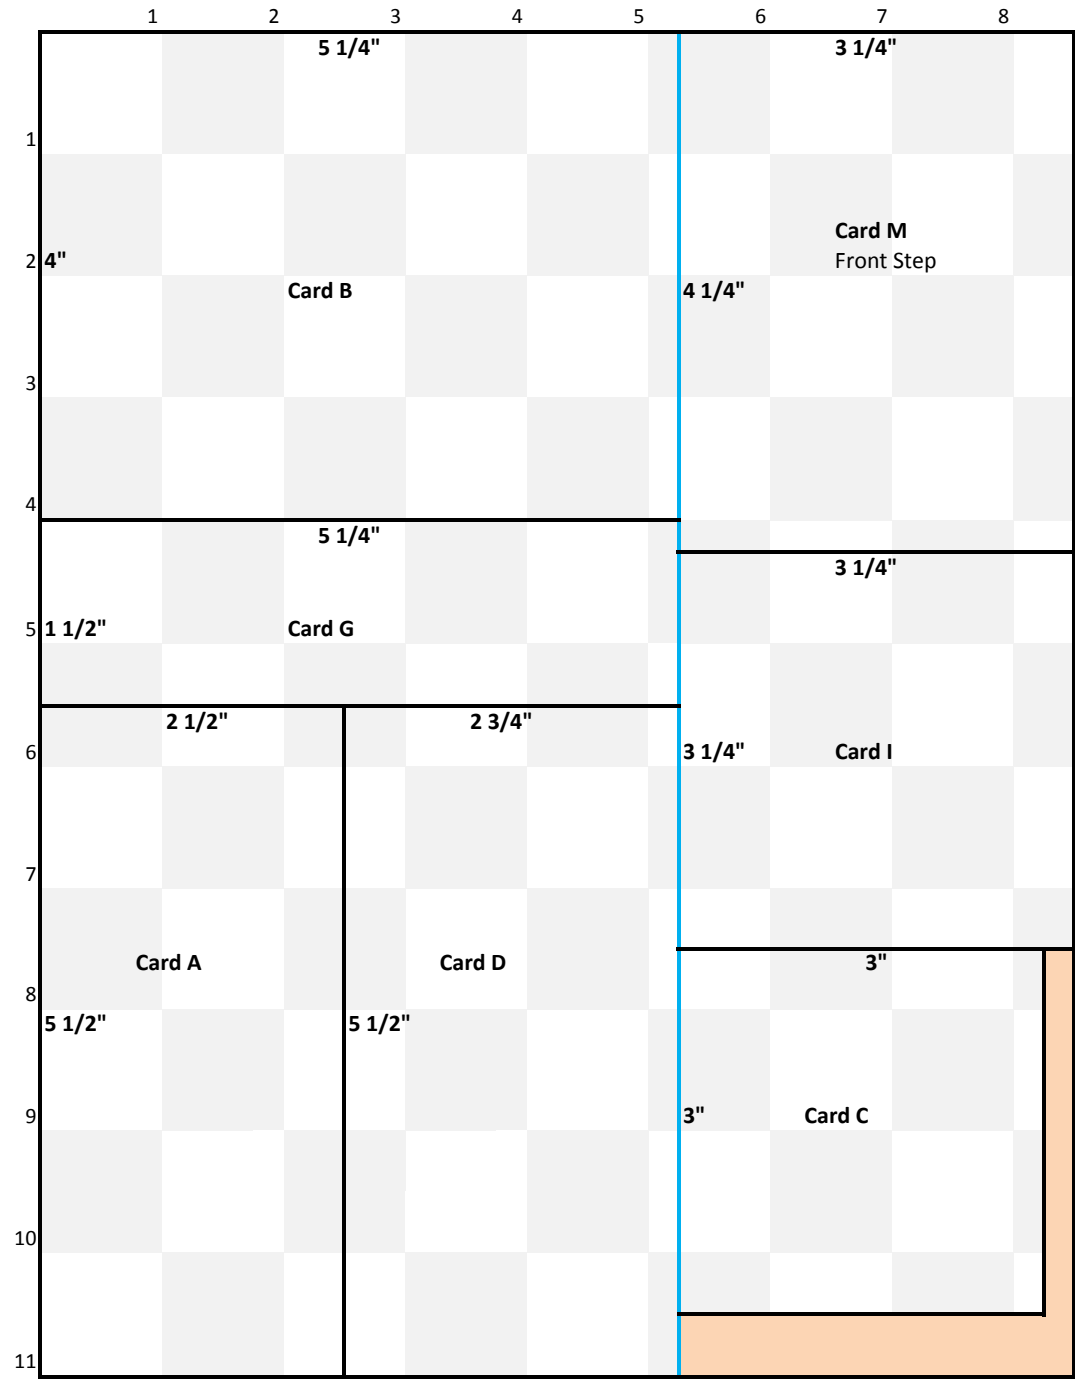 1 2 3 4 5 6 7 8
5 1/4" 3 1/4"
1
Card M
2 4" Front Step
Card B 4 1/4"
3
4
5 1/4"
3 1/4"
5 1 1/2" Card G
2 1/2" 2 3/4"
6 3 1/4" Card I
7
Card A Card D 3"
8
5 1/2" 5 1/2"
9 3" Card C
10
11